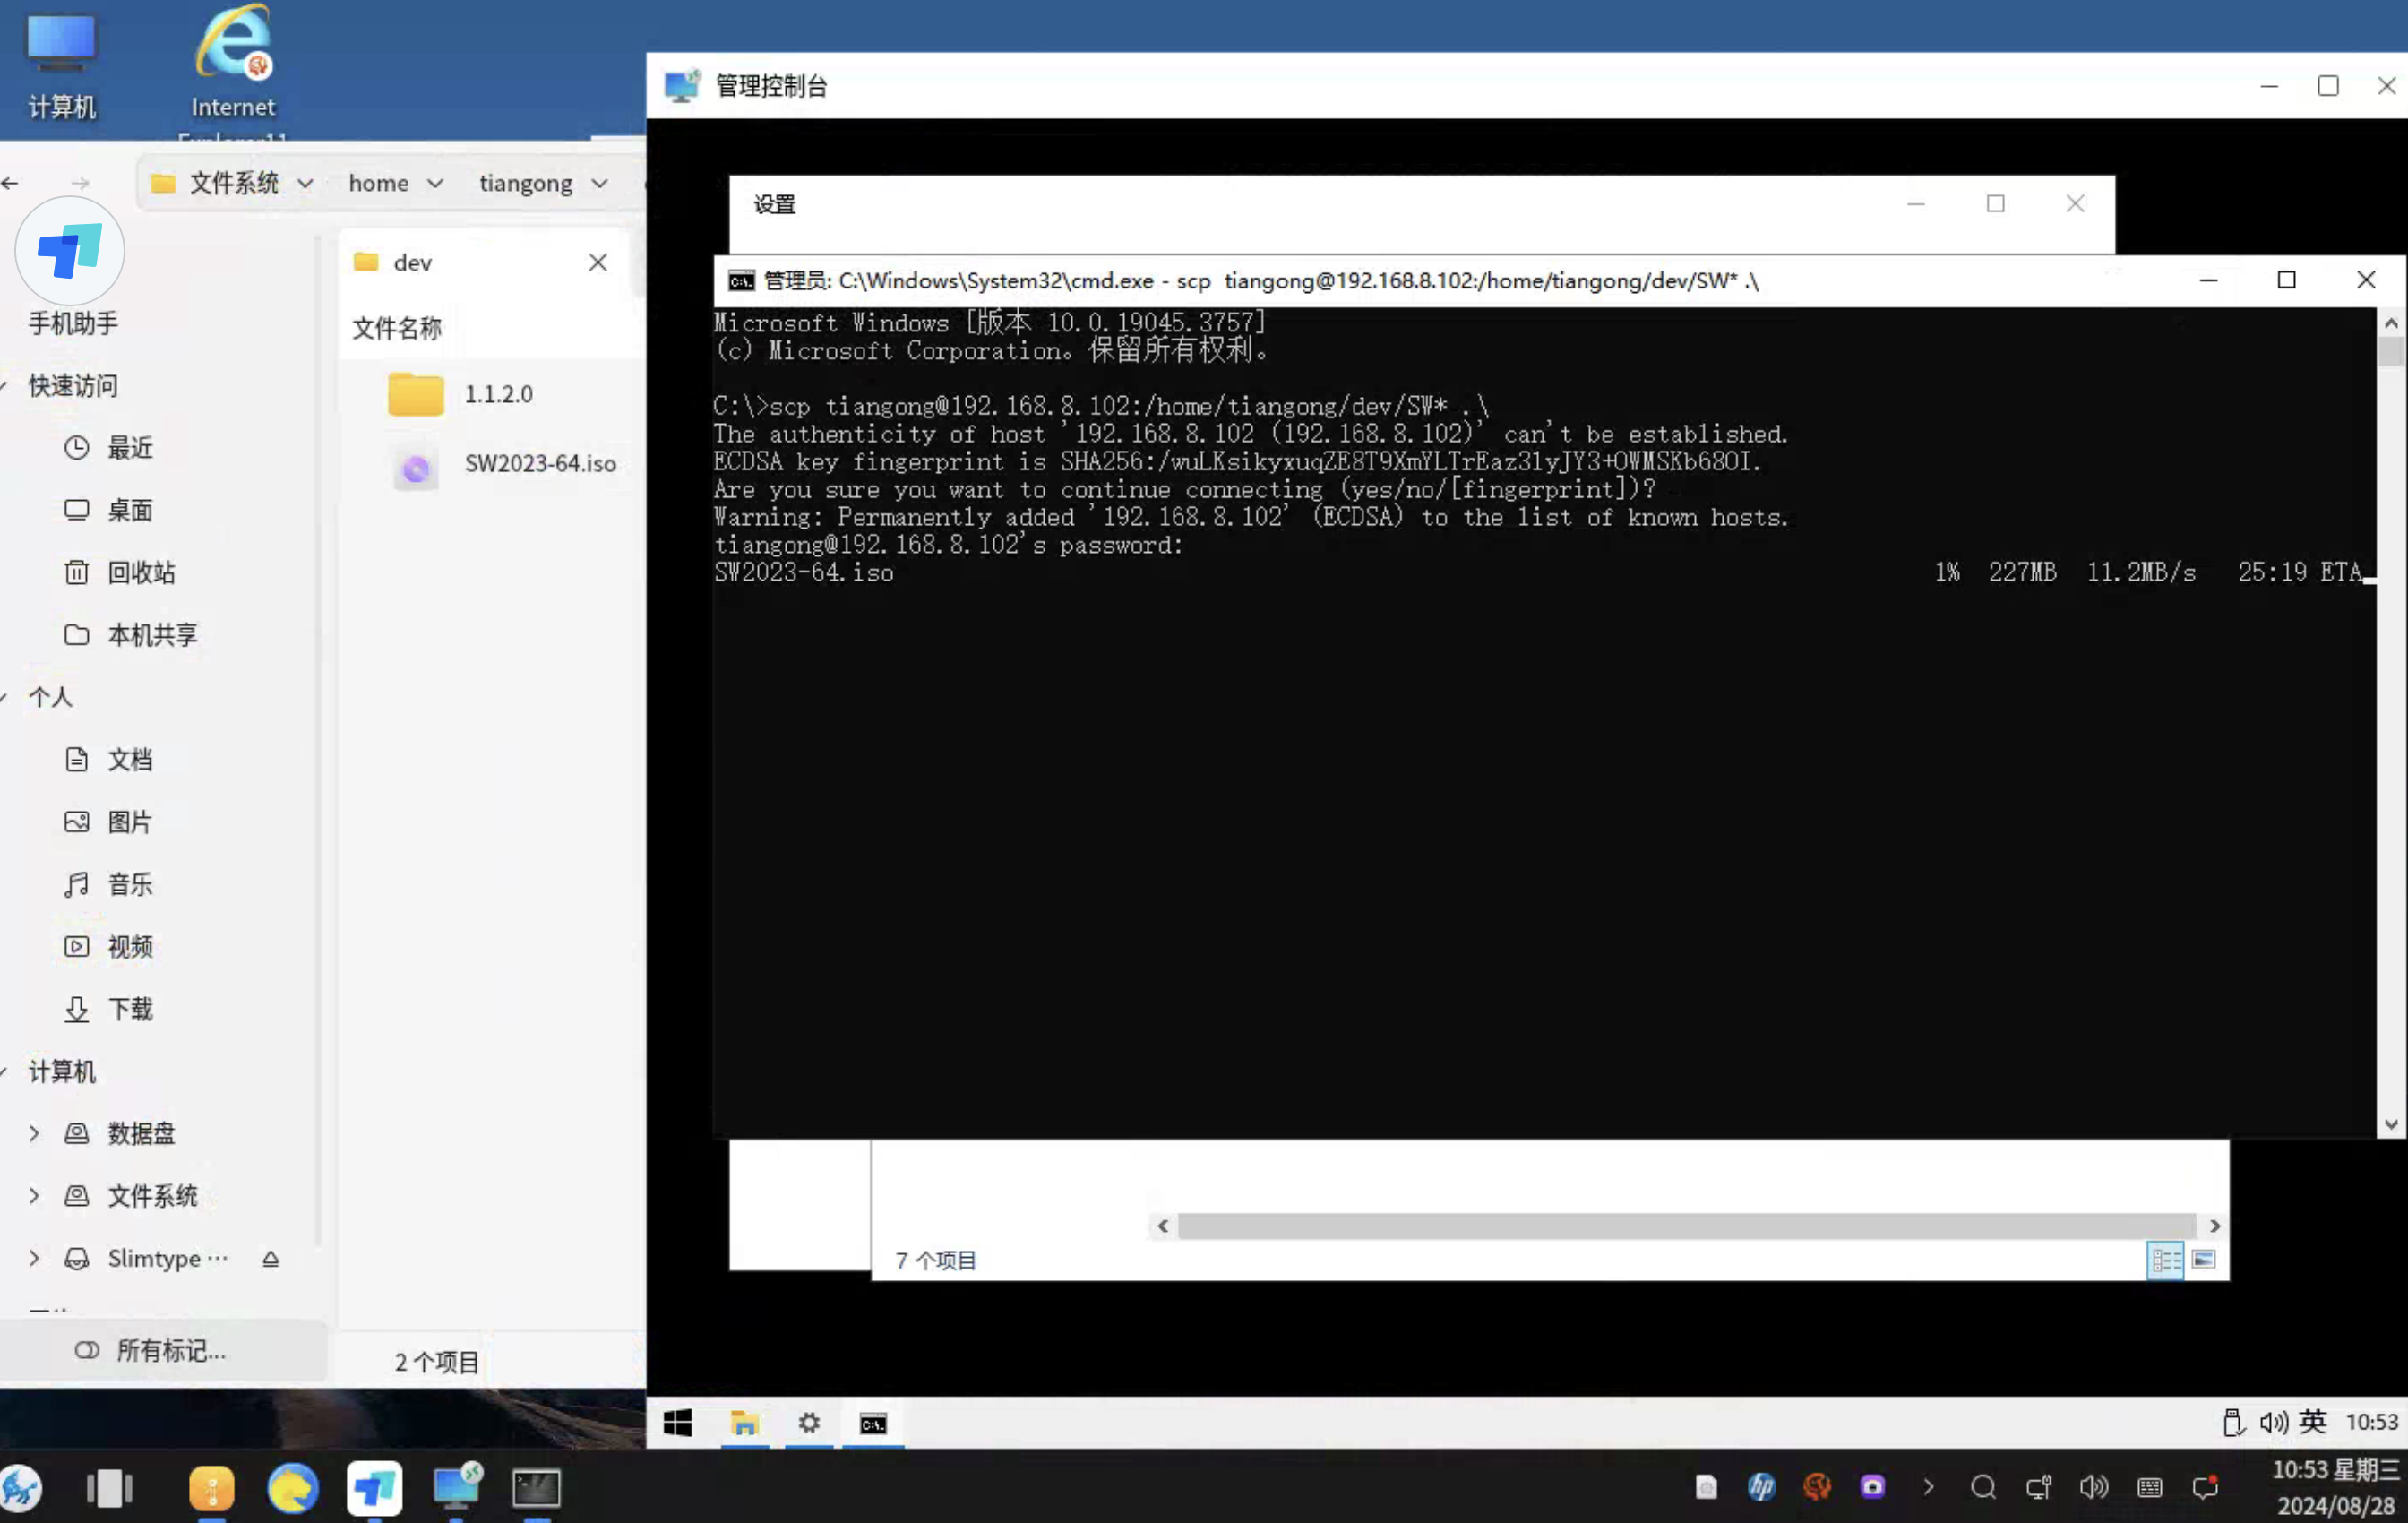 计算机
Internet
Explorer11
管理控制台
文件系统
home
tiangong
设置
dev
管理员: C:\Windows\System32\cmd.exe - scp  tiangong@192.168.8.102:/home/tiangong/dev/SW* .\
手机助手
文件名称
快速访问
1.1.2.0
SW2023-64.iso
最近
桌面
回收站
本机共享
个人
文档
图片
音乐
视频
下载
计算机
数据盘
文件系统
Slimtype ···
所有标记...
2 个项目
Microsoft Windows [版本 10.0.19045.3757]
(c) Microsoft Corporation。保留所有权利。
C:\>scp tiangong@192.168.8.102:/home/tiangong/dev/SW* .\
The authenticity of host '192.168.8.102 (192.168.8.102)' can't be established.
ECDSA key fingerprint is SHA256:/wuLKsikyxuqZE8T9XmYLTrEaz31yJY3+OWMSKb68OI.
Are you sure you want to continue connecting (yes/no/[fingerprint])?
Warning: Permanently added '192.168.8.102' (ECDSA) to the list of known hosts.
tiangong@192.168.8.102's password:
SW2023-64.iso 1% 227MB 11.2MB/s 25:19 ETA
7 个项目
英 10:53
hp
10:53 星期三
2024/08/28